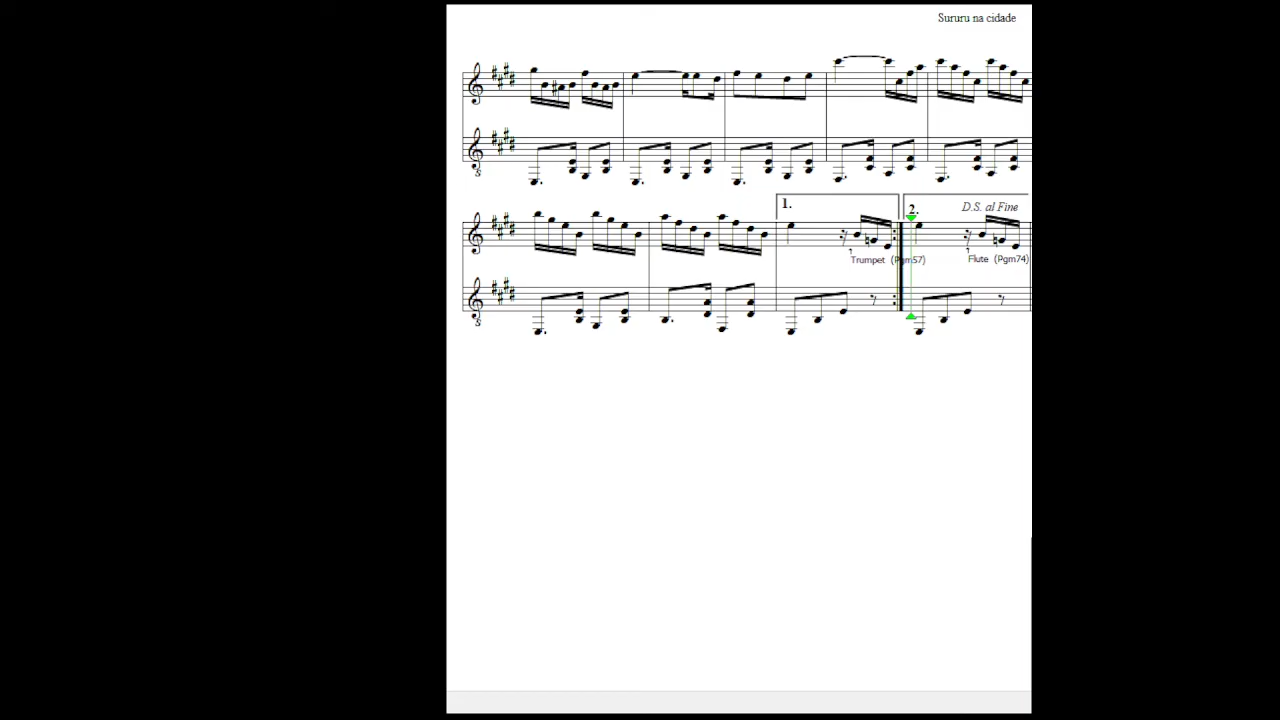 Sururu na cidade
1.
2.
D.S. al Fine
Trumpet (Pgm57)
Flute (Pgm74)